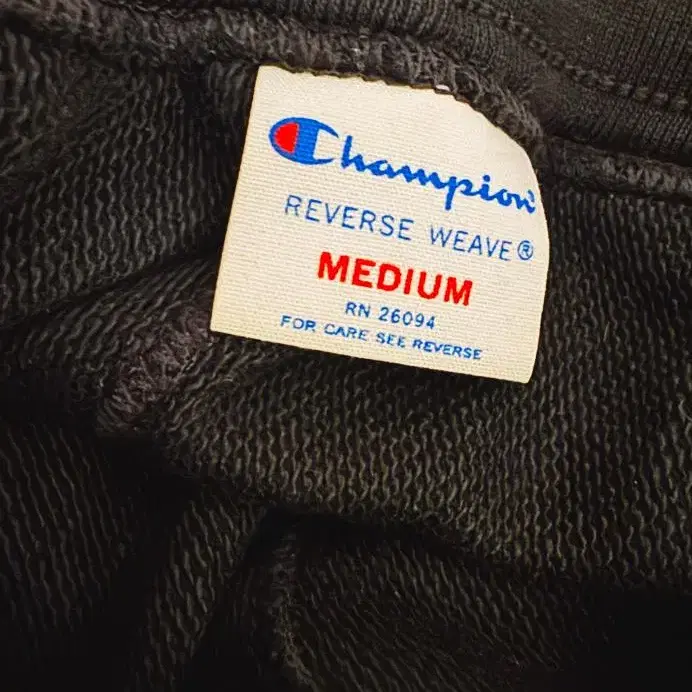 Champion
REVERSE WEAVE®
MEDIUM
RN 26094
FOR CARE SEE REVERSE